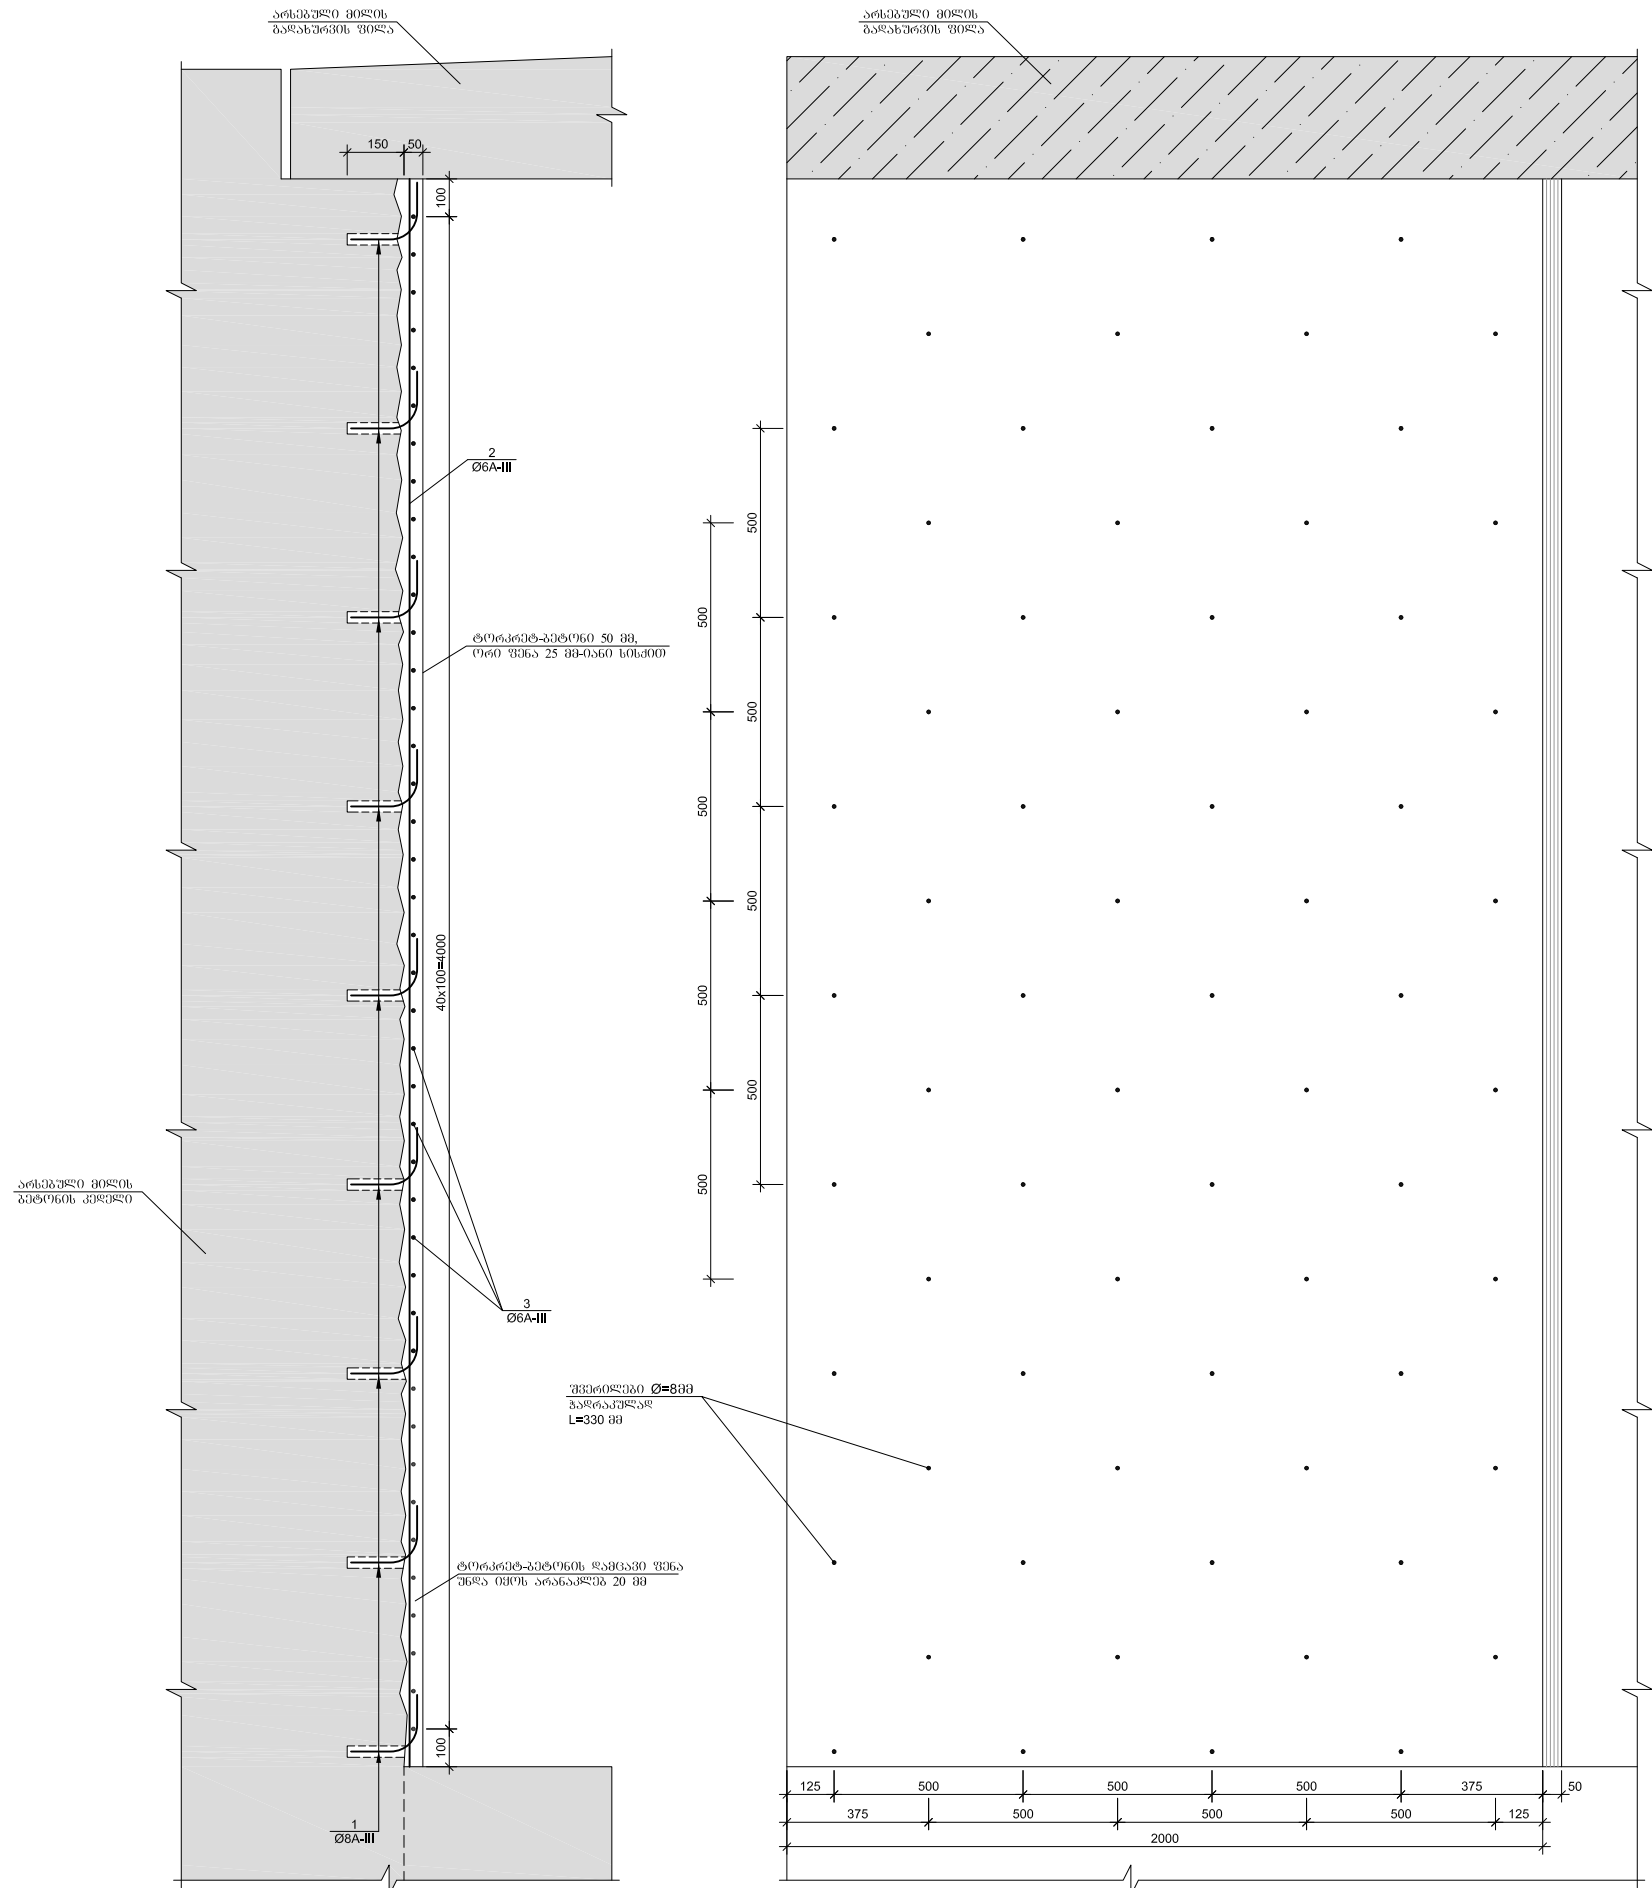 არსებული მილის
გადახურვის ფილა
არსებული მილის
გადახურვის ფილა
150
50
100
2
Ø6A-III
500
500
ტორკრეტ-ბეტონი 50 მმ,
ორი ფენა 25 მმ-იანი სისქით
500
500
40x100=4000
500
500
500
500
არსებული მილის
ბეტონის კედელი
3
Ø6A-III
შვერილები Ø=8მმ
ჭადრაკულად
L=330 მმ
ტორკრეტ-ბეტონის დამცავი ფენა
უნდა იყოს არანაკლებ 20 მმ
100
1
Ø8A-III
125 500 500 500 375 50
375 500 500 500 125
2000